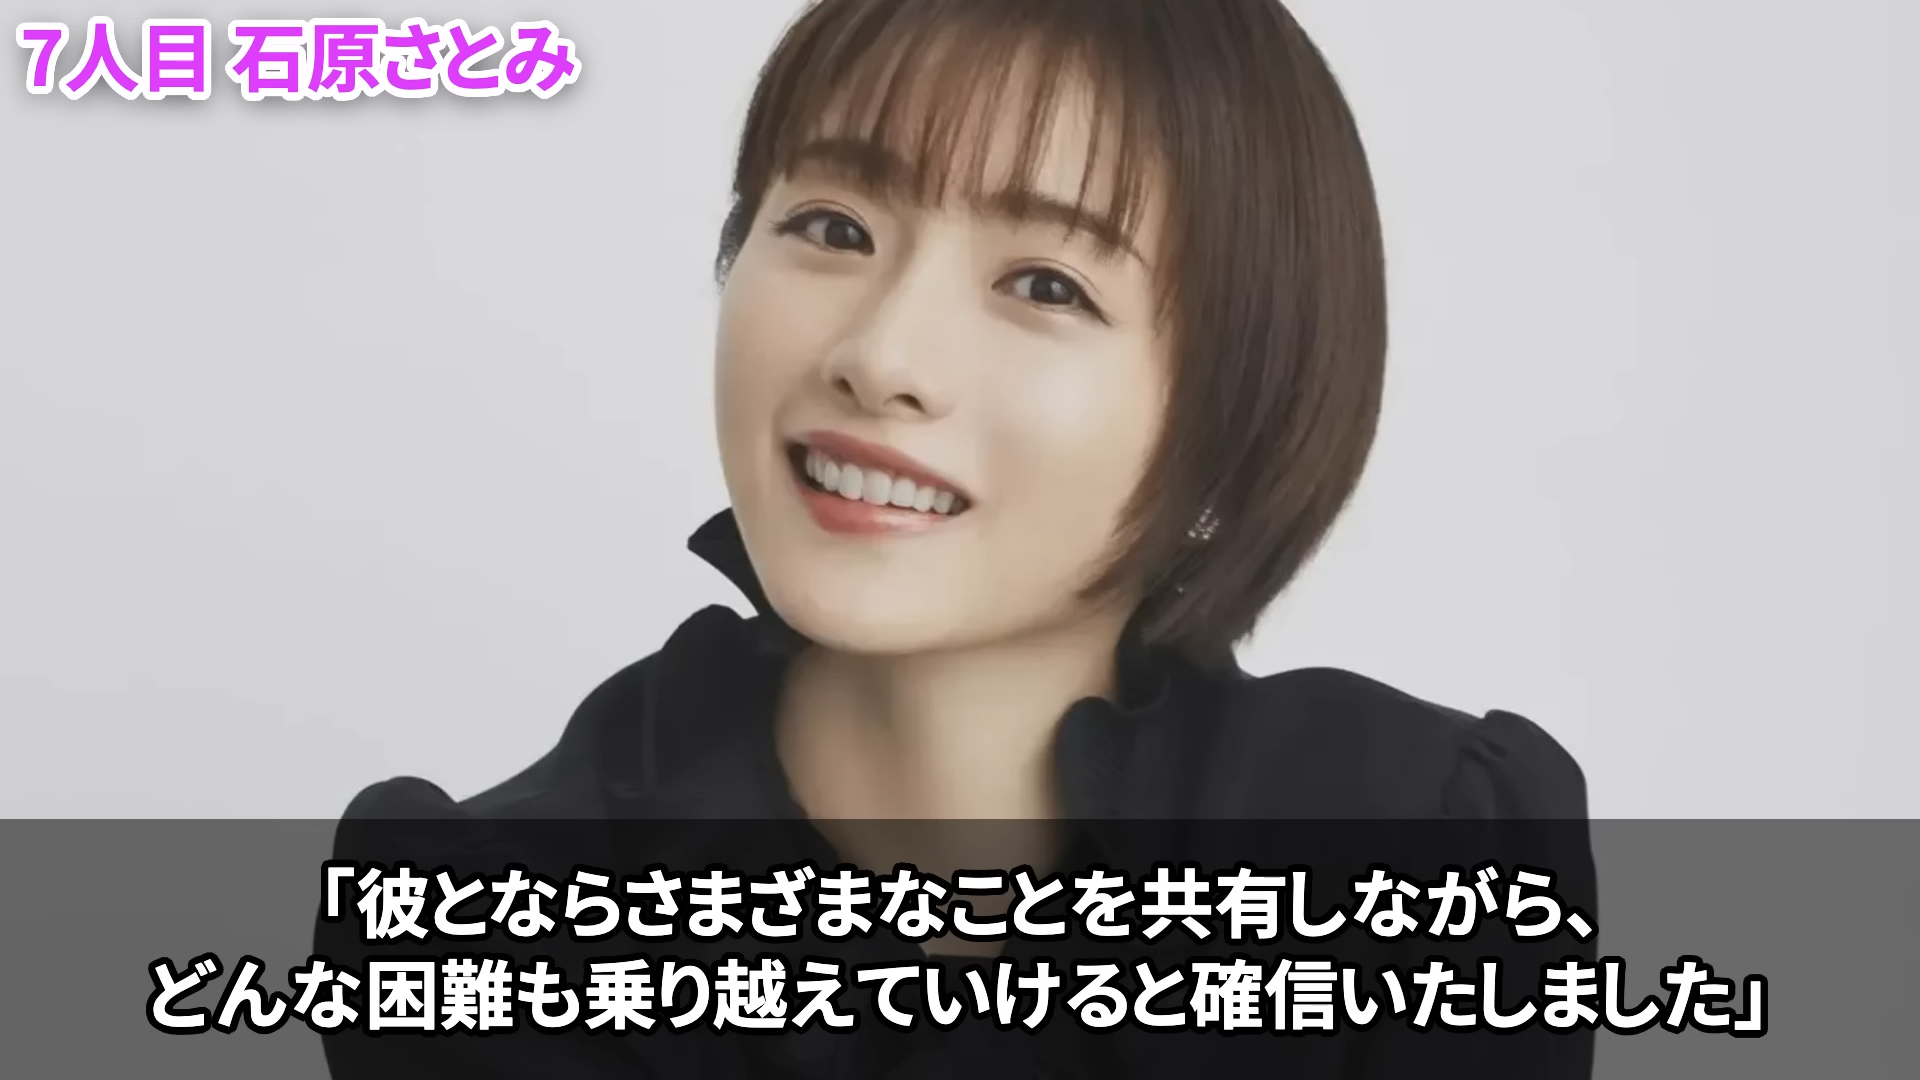 7人目 石原さとみ
「彼とならさまざまなことを共有しながら、
どんな困難も乗り越えていけると確信いたしました」